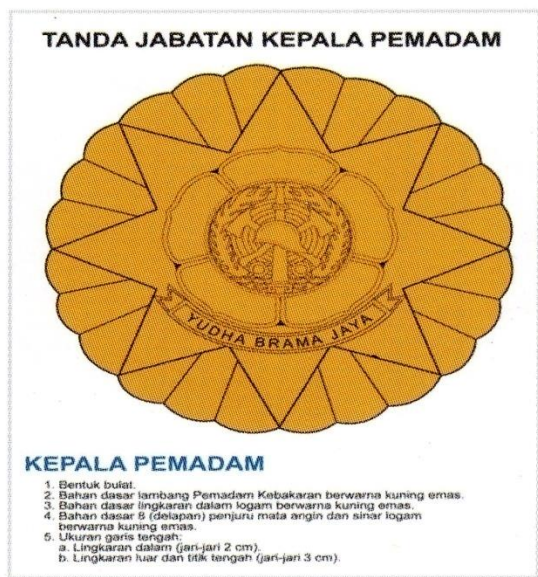 TANDA JABATAN KEPALA PEMADAM
YUDHA BRAMA JAYA
KEPALA PEMADAM
1. Bentuk bulat.
2. Bahan dasar lambang Pemadam Kebakaran berwarna kuning emas.
3. Bahan dasar lingkaran dalam logam berwarna kuning emas.
4. Bahan dasar 8 (delapan) penjuru mata angin dan sinar logam
berwarna kuning emas.
5. Ukuran garis tengah:
a. Lingkaran dalam (jari-jari 2 cm).
b. Lingkaran luar dan titik tengah (jari-jari 3 cm).